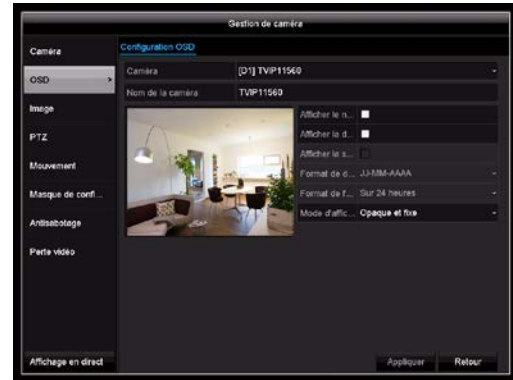 Gestion de caméra
Caméra
OSD
Image
PTZ
Mouvement
Masque de confi...
Antisabotage
Perte vidéo
Affichage en direct
Configuration OSD
Caméra [D1] TVIP11560
Nom de la caméra TVIP11560
Afficher le n...
Afficher la d...
Afficher la s...
Format de d... JJ-MM-AAAA
Format de l'... Sur 24 heures
Mode d'affic... Opaque et fixe
Appliquer Retour